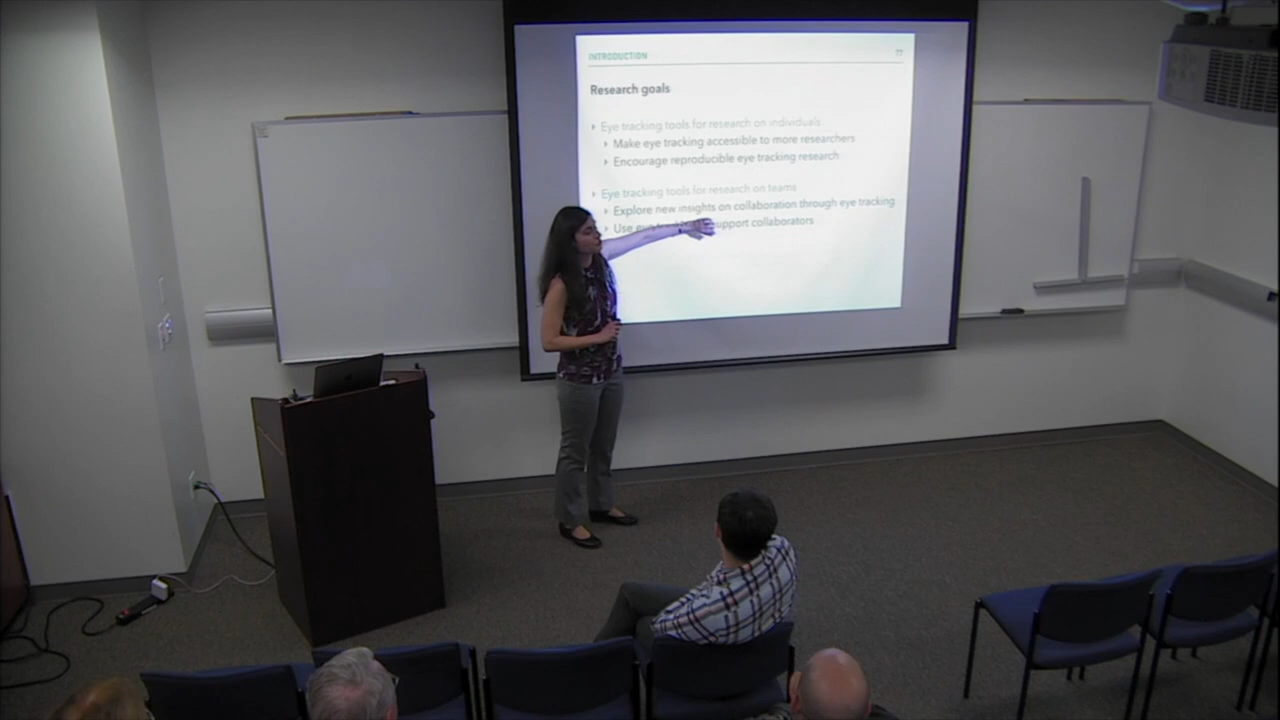 INTRODUCTION
Research goals
Eye tracking tools for research on individuals
Make eye tracking accessible to more researchers
Encourage reproducible eye tracking research
Eye tracking tools for research on teams
Explore new insights on collaboration through eye tracking
Use support collaborators